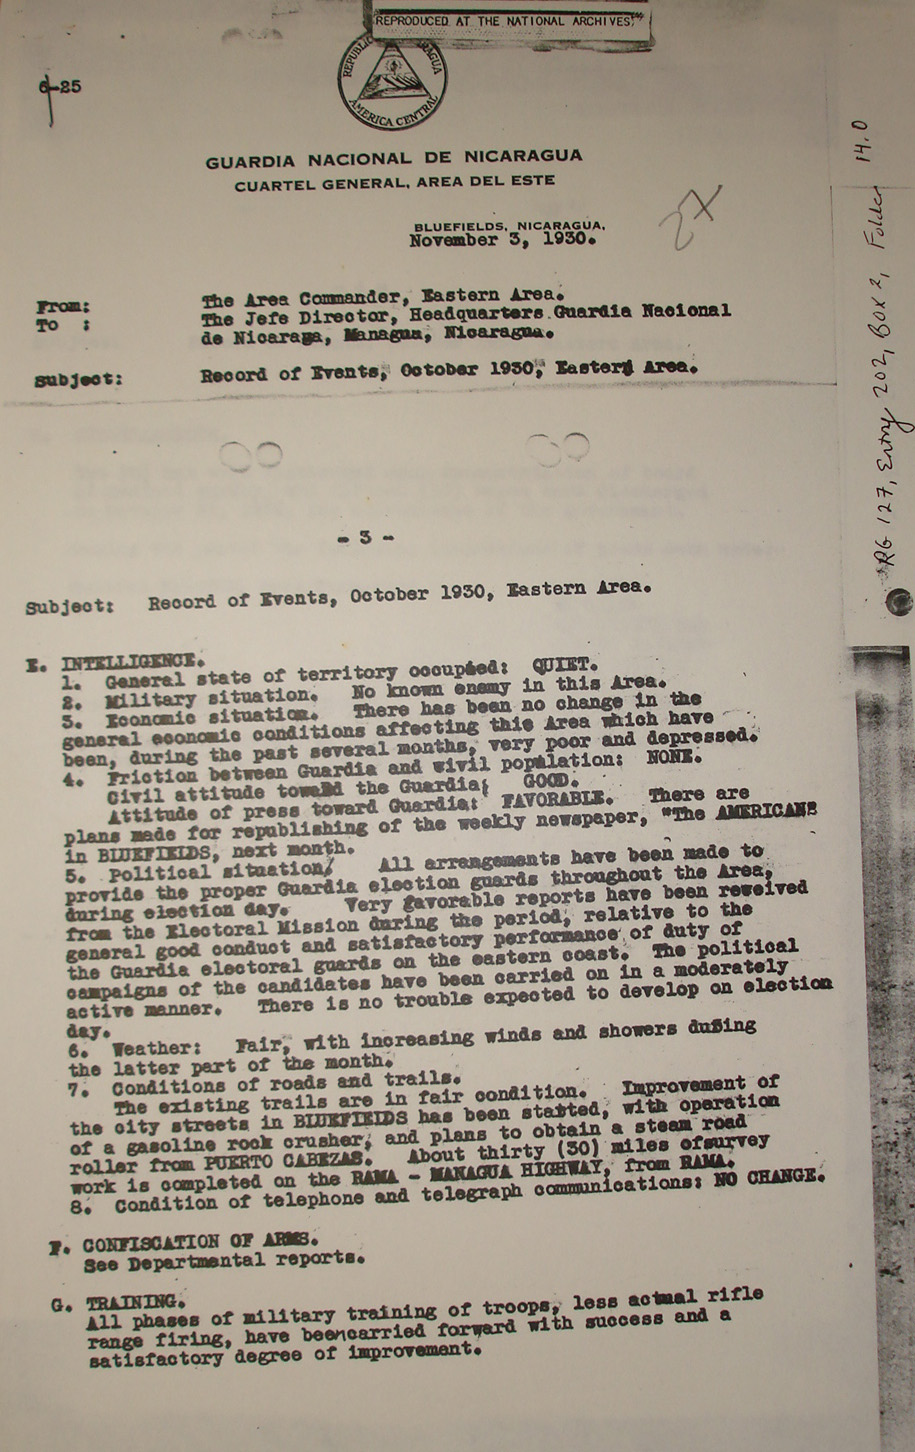 REPRODUCED AT THE NATIONAL ARCHIVES
6-25
REPUBLICA NICARAGUA
AMERICA CENTRAL
GUARDIA NACIONAL DE NICARAGUA
CUARTEL GENERAL, AREA DEL ESTE
BLUEFIELDS, NICARAGUA,
November 3, 1930.
2X
From: The Area Commander, Eastern Area.
To : The Jefe Director, Headquarters Guardia Nacional
de Nicaraga, Managua, Nicaragua.
Subject: Record of Events, October 1930, Eastern Area.
- 3 -
Subject: Record of Events, October 1930, Eastern Area.
E. INTELLIGENCE.
1. General state of territory occupied: QUIET.
2. Military situation. No known enemy in this Area.
3. Economic situation. There has been no change in the
general economic conditions affecting this Area which have
been, during the past several months, very poor and depressed.
4. Friction between Guardia and wivil population: NONE.
Civil attitude toward the Guardia; GOOD.
Attitude of press toward Guardia: FAVORABLE. There are
plans made for republishing of the weekly newspaper, "The AMERICAN"
in BLUEFIELDS, next month.
5. Political situation. All arrangements have been made to
provide the proper Guardia election guards throughout the Area,
during election day. Very favorable reports have been reweived
from the Electoral Mission during the period, relative to the
general good conduct and satisfactory performance of duty of
the Guardia electoral guards on the eastern coast. The political
campaigns of the candidates have been carried on in a moderately
active manner. There is no trouble expected to develop on election
day.
6. Weather: Fair, with increasing winds and showers during
the latter part of the month.
7. Conditions of roads and trails.
The existing trails are in fair condition. Improvement of
the city streets in BLUEFIELDS has been started, with operation
of a gasoline rock crusher, and plans to obtain a steam road
roller from PUERTO CABEZAS. About thirty (30) miles ofsurvey
work is completed on the RAMA - MANAGUA HIGHWAY, from RAMA.
8. Condition of telephone and telegraph communications: NO CHANGE.
F. CONFISCATION OF ARMS.
See Departmental reports.
G. TRAINING.
All phases of military training of troops, less actual rifle
range firing, have beencarried forward with success and a
satisfactory degree of improvement.
RG 127, Entry 202, Box 2, Folder 14.0